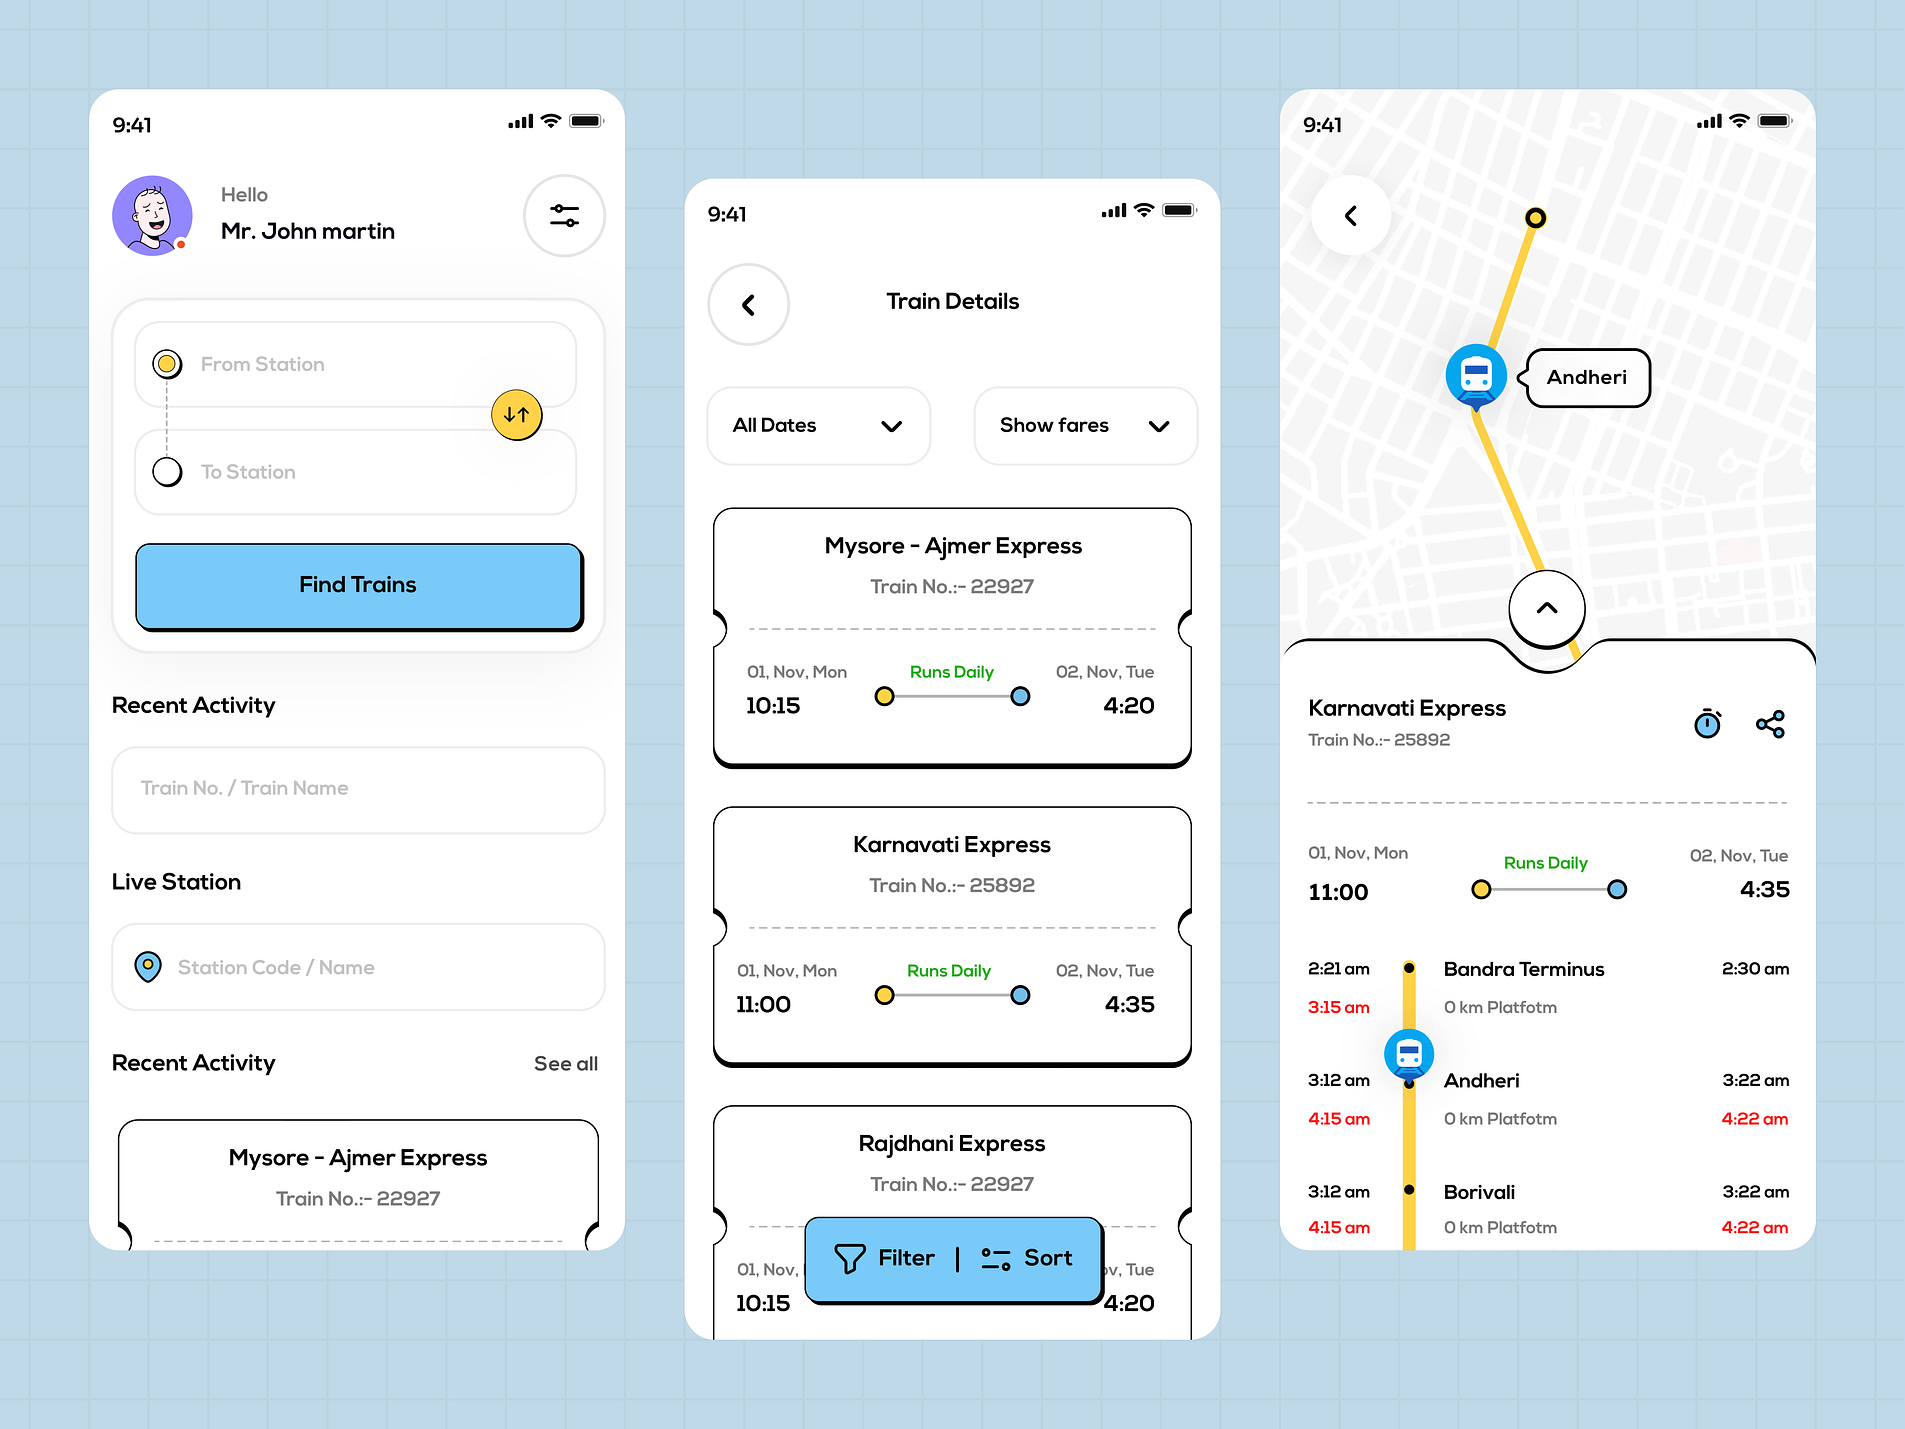 9:41
Hello
Mr. John martin
From Station
To Station
Find Trains
Recent Activity
Train No. / Train Name
Live Station
Station Code / Name
Recent Activity See all
Mysore - Ajmer Express
Train No.:- 22927
9:41
Train Details
All Dates Show fares
Mysore - Ajmer Express
Train No.:- 22927
01, Nov, Mon Runs Daily 02, Nov, Tue
10:15 4:20
Karnavati Express
Train No.:- 25892
01, Nov, Mon Runs Daily 02, Nov, Tue
11:00 4:35
Rajdhani Express
Train No.:- 22927
01, Nov, ov, Tue
Filter | Sort
10:15 4:20
9:41
Andheri
Karnavati Express
Train No.:- 25892
01, Nov, Mon Runs Daily 02, Nov, Tue
11:00 4:35
2:21 am Bandra Terminus 2:30 am
3:15 am 0 km Platfotm
3:12 am Andheri 3:22 am
4:15 am 0 km Platfotm 4:22 am
3:12 am Borivali 3:22 am
4:15 am 0 km Platfotm 4:22 am